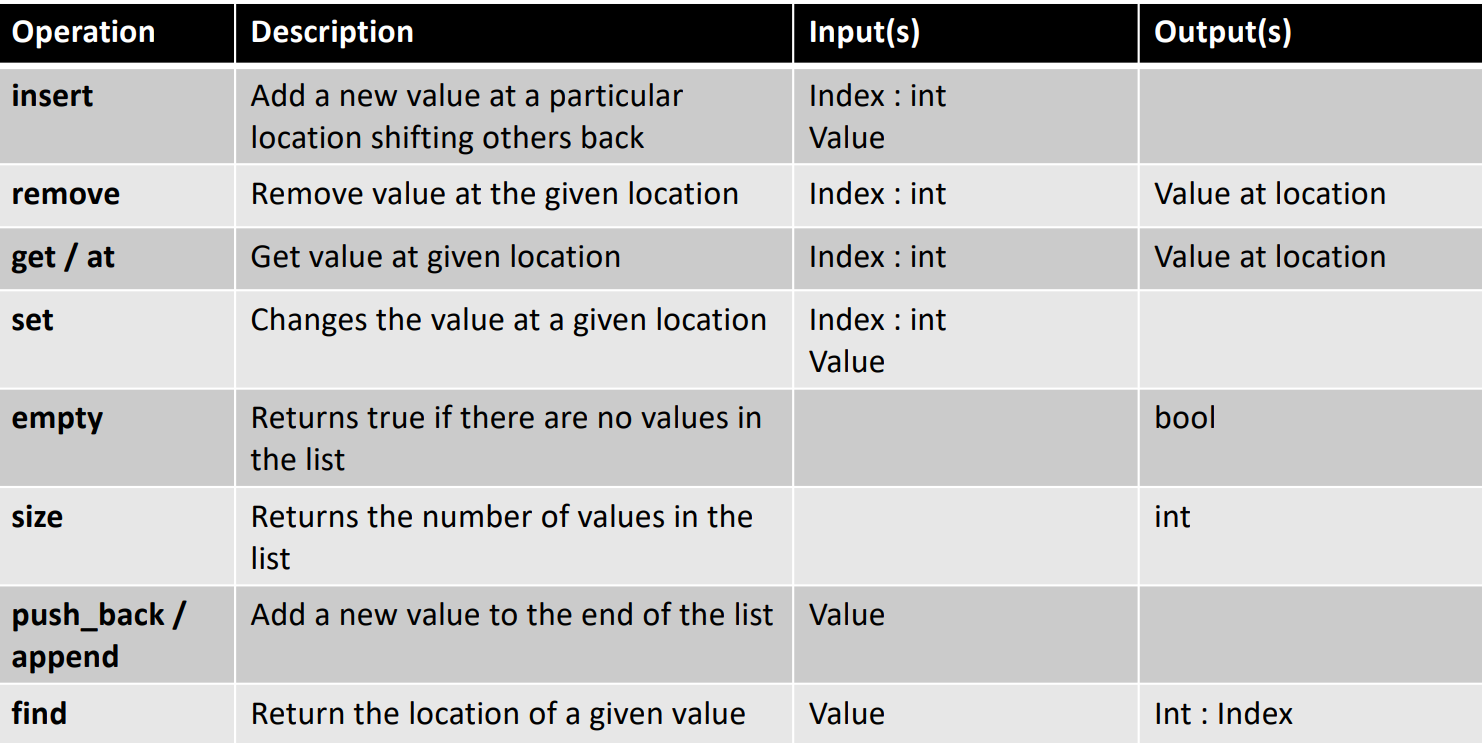 Operation Description Input(s) Output(s)
insert Add a new value at a particular Index : int
location shifting others back Value
remove Remove value at the given location Index : int Value at location
get / at Get value at given location Index : int Value at location
set Changes the value at a given location Index : int
Value
empty Returns true if there are no values in bool
the list
size Returns the number of values in the int
list
push_back / Add a new value to the end of the list Value
append
find Return the location of a given value Value Int : Index